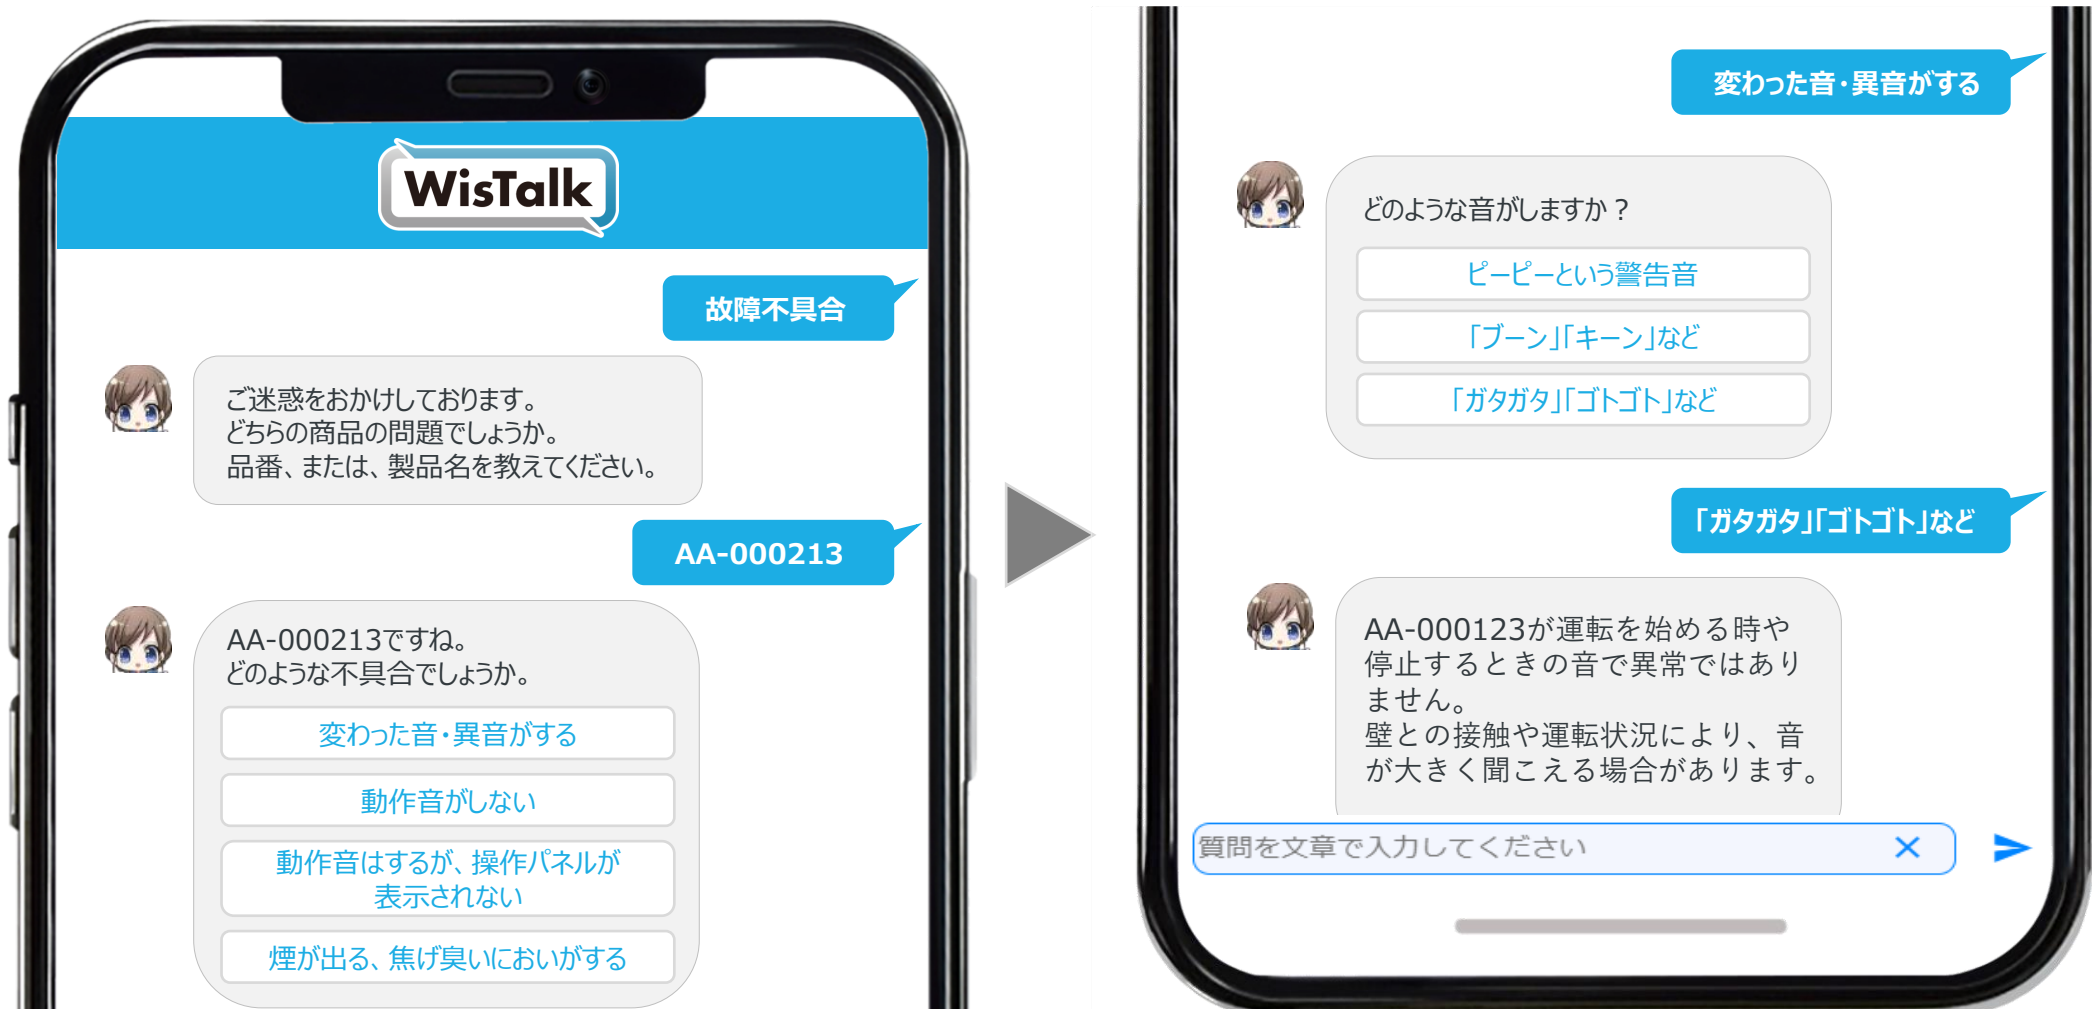 WisTalk
故障不具合
ご迷惑をおかけしております。
どちらの商品の問題でしょうか。
品番、または、製品名を教えてください。
AA-000213
AA-000213ですね。
どのような不具合でしょうか。
変わった音・異音がする
動作音がしない
動作音はするが、操作パネルが
表示されない
煙が出る、焦げ臭いにおいがする
変わった音・異音がする
どのような音がしますか？
ピーピーという警告音
「ブーン」「キーン」など
「ガタガタ」「ゴトゴト」など
「ガタガタ」「ゴトゴト」など
AA-000123が運転を始める時や
停止するときの音で異常ではあり
ません。
壁との接触や運転状況により、音
が大きく聞こえる場合があります。
質問を文章で入力してください